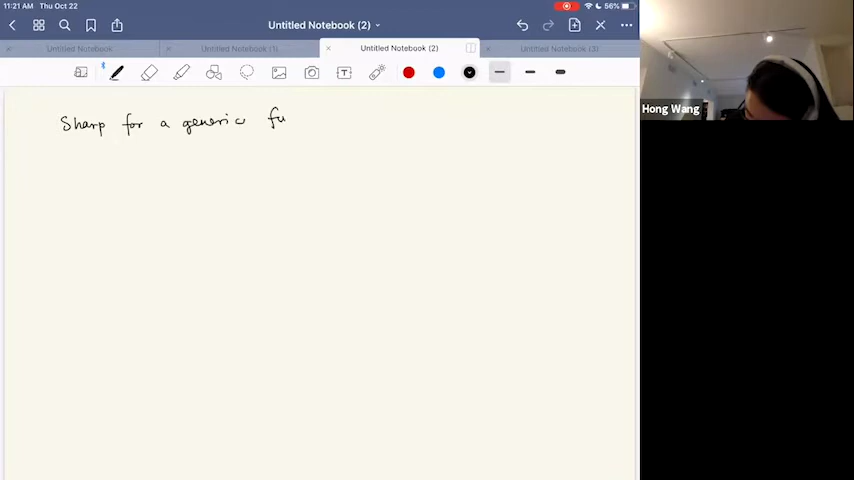 11:21 AM Thu Oct 22
56%
Untitled Notebook (2)
Untitled Notebook
Untitled Notebook (1)
Untitled Notebook (2)
Untitled Notebook (3)
Sharp for a generic fu
Hong Wang